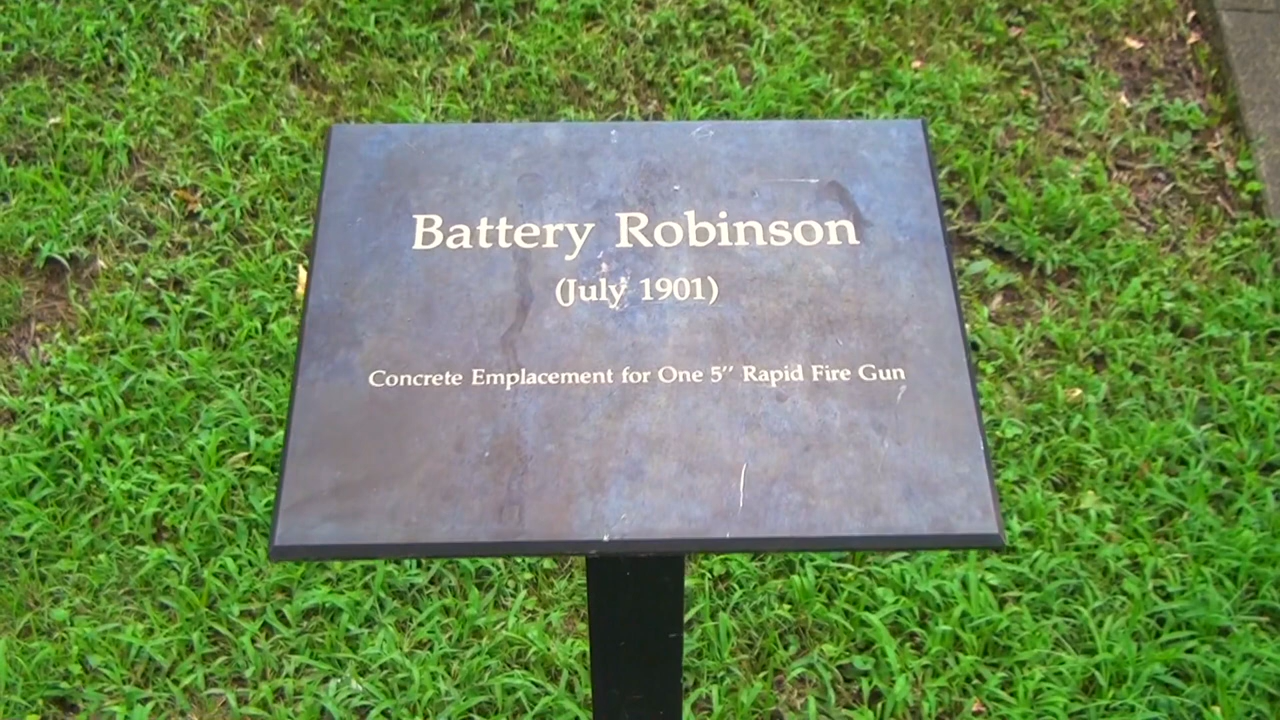 Battery Robinson
(July 1901)
Concrete Emplacement for One 5" Rapid Fire Gun